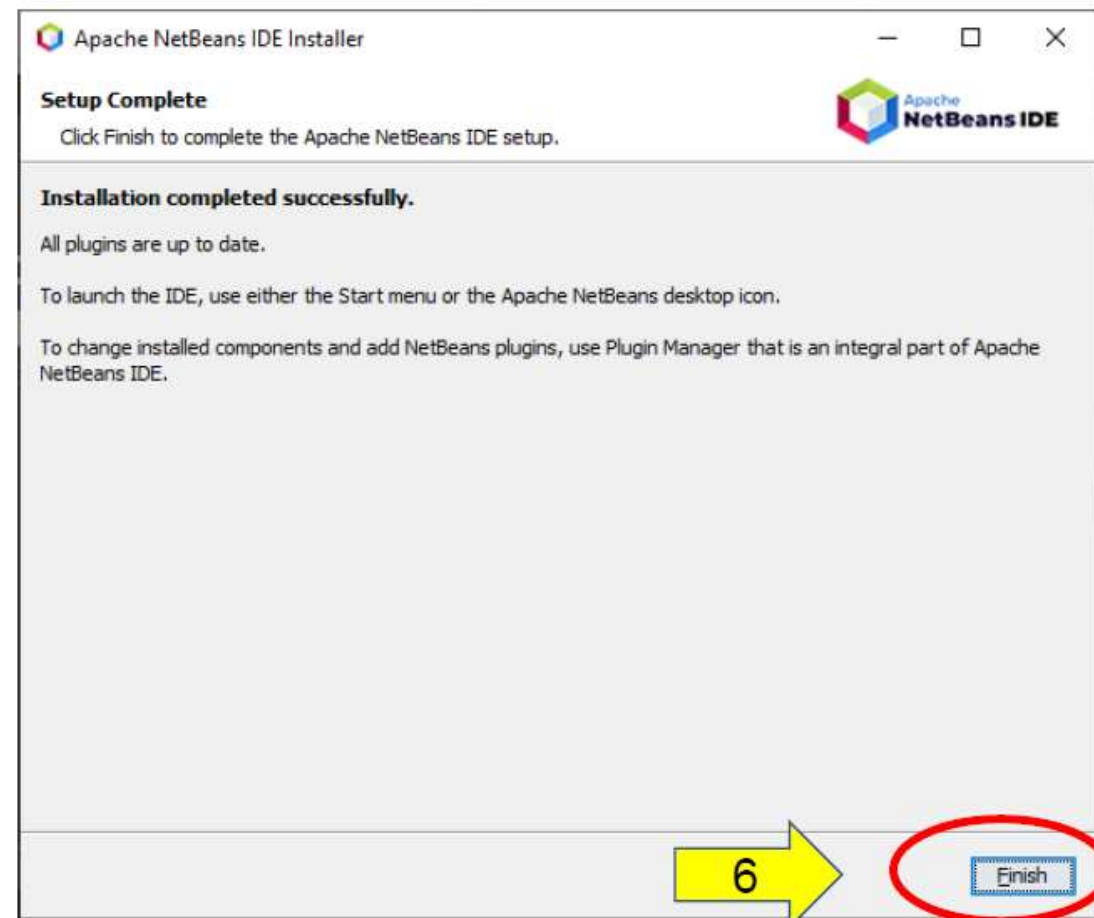 Apache NetBeans IDE Installer
Setup Complete
Click Finish to complete the Apache NetBeans IDE setup.
Apache
NetBeans IDE
Installation completed successfully.
All plugins are up to date.
To launch the IDE, use either the Start menu or the Apache NetBeans desktop icon.
To change installed components and add NetBeans plugins, use Plugin Manager that is an integral part of Apache
NetBeans IDE.
6
Finish